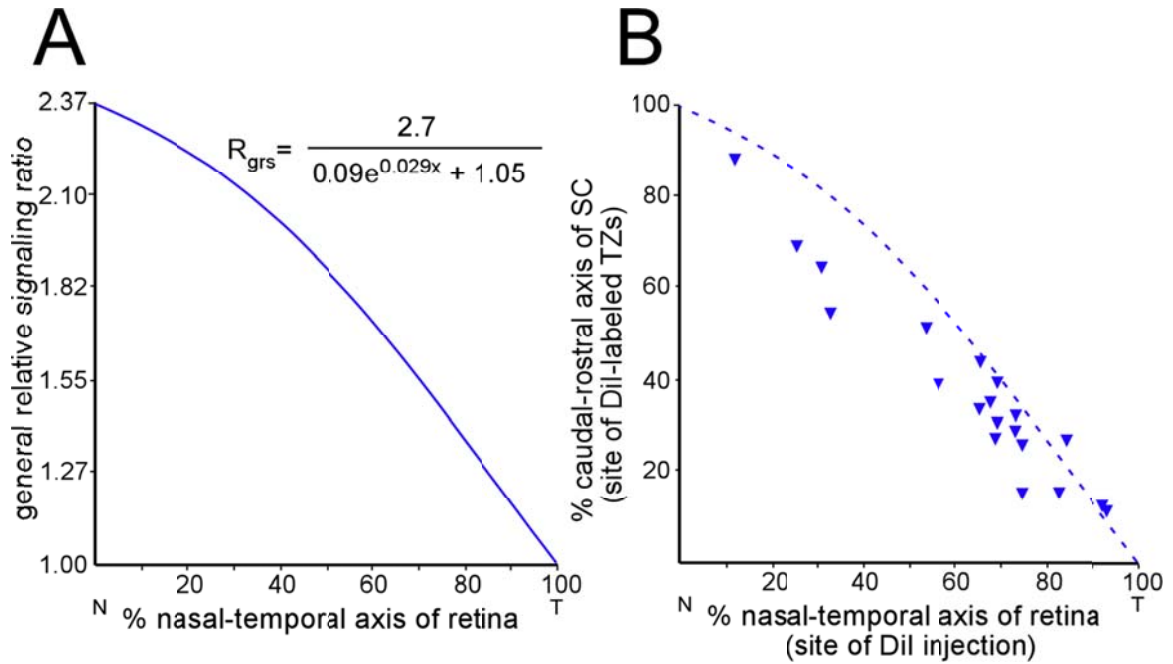 A
B
general relative signaling ratio
2.37
2.10
1.82
1.55
1.27
1.00
R_grs = 2.7 / (0.09e^0.029x + 1.05)
20 40 60 80 100
N T
% nasal-temporal axis of retina
% caudal-rostral axis of SC
(site of DiI-labeled TZs)
100
80
60
40
20
20 40 60 80 100
N T
% nasal-temporal axis of retina
(site of DiI injection)